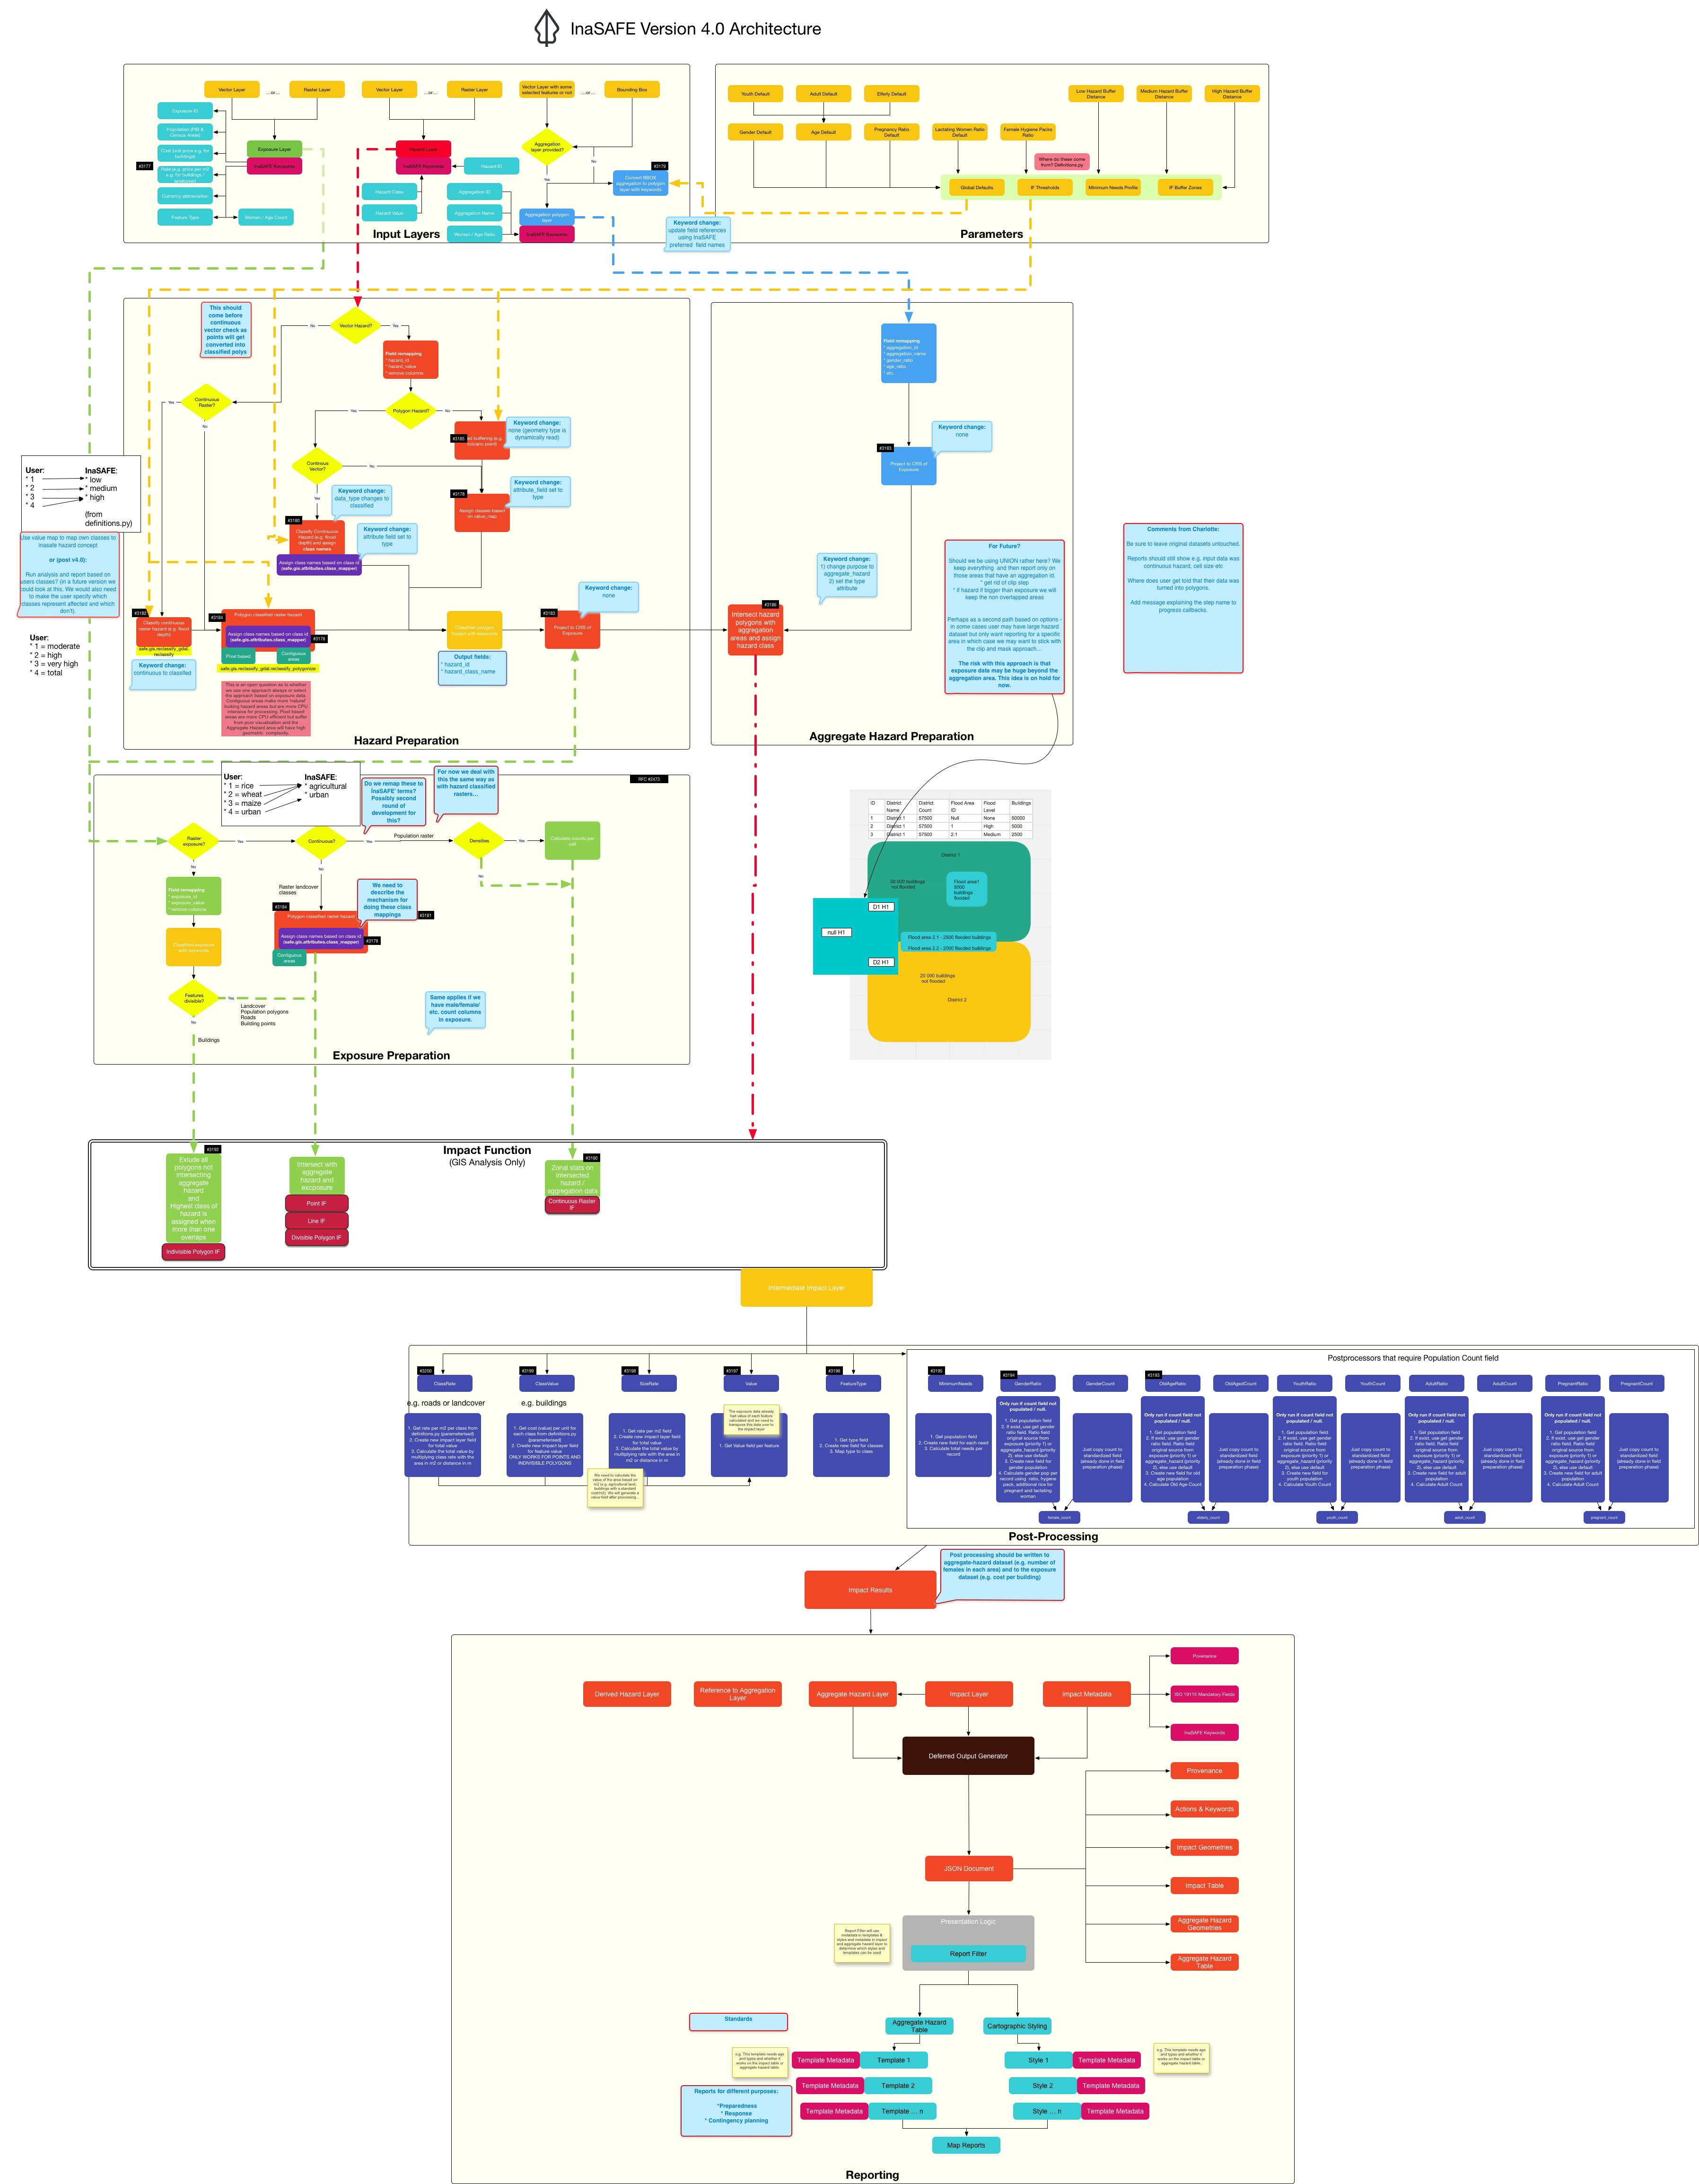 InaSAFE Version 4.0 Architecture
Vector Layer
...or...
Raster Layer
Vector Layer
...or...
Raster Layer
Vector Layer with some
selected features or not
...or...
Bounding Box
Exposure ID
Population (PIB &
Census Areas)
Cost (std price e.g. for
buildings)
#3177
Rate (e.g. price per m2
e.g. for buildings /
Currency abbreviation
Feature Type
Women / Age Count
Exposure Layer
InaSAFE Keywords
Hazard Layer
InaSAFE Keywords
Hazard ID
Hazard Class
Hazard Value
Aggregation ID
Aggregation Name
Women / Age Ratio
Aggregation
layer provided?
No
Yes
#3179
Convert BBOX
aggregation to polygon
layer with keywords
Aggregation polygon
layer
InaSAFE Keywords
Input Layers
Youth Default
Adult Default
Elferly Default
Low Hazard Buffer
Distance
Medium Hazard Buffer
Distance
High Hazard Buffer
Distance
Gender Default
Age Default
Pregnancy Ratio
Default
Lactating Women Ratio
Default
Female Hygiene Packs
Ratio
Where do these come
from? Definitions.py
Global Defaults
IF Thresholds
Minimum Needs Profile
IF Buffer Zones
Parameters
Keyword change:
update field references
using InaSAFE
preferred field names
This should
come before
continuous
vector check as
points will get
converted into
classified polys
Vector Hazard?
No
Yes
Field remapping
* hazard_id
* hazard_value
* remove columns
Continuous
Raster?
Yes
No
Polygon Hazard?
Yes
No
#3185
ed buffering (e.g.
volcano point)
Keyword change:
none (geometry type is
dynamically read)
Continous
Vector?
No
Yes
Keyword change:
data_type changes to
classified
#3178
Assign classes based
on value_map
Keyword change:
attribute_field set to
type
Classify Continuous
Hazard (e.g. flood
depth) and assign
class names
Keyword change:
attribute field set to
type
Assign class names based on class id
(safe.gis.attributes.class_mapper)
User:
* 1
* 2
* 3
* 4
InaSAFE:
* low
* medium
* high
(from
definitions.py)
Use value map to map own classes to
inasafe hazard concept
or (post v4.0):
Run analysis and report based on
users classes? (in a future version we
could look at this. We would also need
to make the user specify which
classes represent affected and which
don't).
User:
* 1 = moderate
* 2 = high
* 3 = very high
* 4 = total
#3182
Classify continuous
raster hazard (e.g. flood
depth)
safe.gis.reclassify_gdal.
reclassify
Keyword change:
continuous to classified
#3184
Polygon classified raster hazard
Assign class names based on class id
(safe.gis.attributes.class_mapper)
#3178
Pixel based
Contiguous
areas
safe.gis.reclassify_gdal.reclassify_polygonize
This is an open question as to whether
we use one approach always or select
the approach based on exposure data.
Contiguous areas make more 'natural'
looking hazard areas but are more CPU
intensive for processing. Pixel based
areas are more CPU efficient but suffer
from poor visualization and the
Aggregate Hazard area will have high
geometric complexity.
Classified polygon
hazard with keywords
Output fields:
* hazard_id
* hazard_class_name
#3183
Project to CRS of
Exposure
Keyword change:
none
Hazard Preparation
Field remapping
* aggregation_id
* aggregation_name
* gender_ratio
* age_ratio
* etc.
Keyword change:
none
#3183
Project to CRS of
Exposure
Keyword change:
1) change purpose to
aggregate_hazard
2) set the type
attribute
#3186
Intersect hazard
polygons with
aggregation
areas and assign
hazard class
For Future?
Should we be using UNION rather here? We
keep everything and then report only on
those areas that have an aggregation id.
* get rid of clip step
* if hazard if bigger than exposure we will
keep the non overlapped areas
Perhaps as a second path based on options -
in some cases user may have large hazard
dataset but only want reporting for a specific
area in which case we may want to stick with
the clip and mask approach...
The risk with this approach is that
exposure data may be huge beyond the
aggregation area. This idea is on hold for
now.
Aggregate Hazard Preparation
Comments from Charlotte:
Be sure to leave original datasets untouched.
Reports should still show e.g. input data was
continuous hazard, cell size etc
Where does user get told that their data was
turned into polygons.
Add message explaining the step name to
progress callbacks.
User:
* 1 = rice
* 2 = wheat
* 3 = maize
* 4 = urban
InaSAFE:
* agricultural
* urban
Do we remap these to
InaSAFE' terms?
Possibly second
round of
development for
this?
For now we deal with
this the same way as
with hazard classified
rasters...
RFC #2473
Raster
exposure?
Yes
No
Continuous?
Yes
No
Population raster
Densities
Yes
No
Calculate counts per
cell
Field remapping
* exposure_id
* exposure_value
* remove columns
Raster landcover
classes
We need to
describe the
mechanism for
doing these class
mappings
#3184
Polygon classified raster hazard
#3181
Assign class names based on class id
(safe.gis.attributes.class_mapper)
#3178
Contiguous
areas
Classified exposure
with keywords
Features
divisible?
Yes
No
Landcover
Population polygons
Roads
Building points
Buildings
Same applies if we
have male/female/
etc. count columns
in exposure.
Exposure Preparation
ID District Name District Count Flood Area ID Flood Level Buildings
1 District 1 57500 Null None 50000
2 District 1 57500 1 High 5000
3 District 1 57500 2.1 Medium 2500
District 1
50 000 buildings
not flooded
Flood area1
5000
buildings
flooded
D1 H1
null H1
Flood area 2.1 - 2500 flooded buildings
Flood area 2.2 - 2000 flooded buildings
D2 H1
20 000 buildings
not flooded
District 2
Impact Function
(GIS Analysis Only)
#3192
Exlude all
polygons not
intersecting
aggregate
hazard
and
Highest class of
hazard is
assigned when
more than one
overlaps
Indivisible Polygon IF
Intersect with
aggregate
hazard and
excposure
Point IF
Line IF
Divisible Polygon IF
#3190
Zonal stats on
intersected
hazard /
aggregation data
Continuous Raster
IF
Intermediate Impact Layer
#3200
ClassRate
e.g. roads or landcover
1. Get rate per m2 per class from
definitions.py (parameterised)
2. Create new impact layer field
for total value
3. Calculate the total value by
multiplying class rate with the
area in m2 or distance in m
#3199
ClassValue
e.g. buildings
1. Get cost (value) per unit for
each class from definitions.py
(parameterised)
2. Create new impact layer field
for feature value
ONLY WORKS FOR POINTS AND
INDIVISIBLE POLYGONS
#3198
SizeRate
1. Get rate per m2 field
2. Create new impact layer field
for total value
3. Calculate the total value by
multiplying rate with the area in
m2 or distance in m
We need to calculate the
value of the area based on
m2 (e.g. agricultural land,
buildings with a standard
cost/m2). We will generate a
value field after processing...
#3197
Value
The exposure data already
had value of each feature
calculated and we need to
transpose this data over to
the impact layer
1. Get Value field per feature
#3196
FeatureType
1. Get type field
2. Create new field for classes
3. Map type to class
Postprocessors that require Population Count field
#3195
MinimumNeeds
1. Get population field
2. Create new field for each need
3. Calculate total needs per
record
#3194
GenderRatio
Only run if count field not
populated / null.
1. Get population field
2. If exist, use get gender
ratio field. Ratio field
original source from
exposure (priority 1) or
aggregate_hazard (priority
2), else use default
3. Create new field for
gender population
4. Calculate gender pop per
record using ratio, hygiene
pack, additional rice for
pregnant and lactating
woman
GenderCount
Just copy count to
standardized field
(already done in field
preparation phase)
female_count
#3193
OldAgeRatio
Only run if count field not
populated / null.
1. Get population field
2. If exist, use get gender
ratio field. Ratio field
original source from
exposure (priority 1) or
aggregate_hazard (priority
2), else use default
3. Create new field for old
age population
4. Calculate Old Age Count
OldAgedCount
Just copy count to
standardized field
(already done in field
preparation phase)
elderly_count
YouthRatio
Only run if count field not
populated / null.
1. Get population field
2. If exist, use get gender
ratio field. Ratio field
original source from
exposure (priority 1) or
aggregate_hazard (priority
2), else use default
3. Create new field for
youth population
4. Calculate Youth Count
YouthCount
Just copy count to
standardized field
(already done in field
preparation phase)
youth_count
AdultRatio
Only run if count field not
populated / null.
1. Get population field
2. If exist, use get gender
ratio field. Ratio field
original source from
exposure (priority 1) or
aggregate_hazard (priority
2), else use default
3. Create new field for adult
population
4. Calculate Adult Count
AdultCount
Just copy count to
standardized field
(already done in field
preparation phase)
adult_count
PregnantRatio
Only run if count field not
populated / null.
1. Get population field
2. If exist, use get gender
ratio field. Ratio field
original source from
exposure (priority 1) or
aggregate_hazard (priority
2), else use default
3. Create new field for adult
population
4. Calculate Adult Count
PregnantCount
Just copy count to
standardized field
(already done in field
preparation phase)
pregnant_count
Post-Processing
Impact Results
Post processing should be written to
aggregate-hazard dataset (e.g. number of
females in each area) and to the exposure
dataset (e.g. cost per building)
Derived Hazard Layer
Reference to Aggregation
Layer
Aggregate Hazard Layer
Impact Layer
Impact Metadata
Povenance
ISO 19115 Mandatory Fields
InaSAFE Keywords
Deferred Output Generator
Provenance
Actions & Keywords
Impact Geometries
JSON Document
Impact Table
Aggregate Hazard
Geometries
Aggregate Hazard
Table
Report Filter will use
metadata in templates &
styles and metadata in impact
and aggregate hazard layer to
determine which styles and
templates can be used
Presentation Logic
Report Filter
Standards
Aggregate Hazard
Table
Cartographic Styling
e.g. This template needs age
and types and whether it
works on the impact table or
aggregate hazard table.
Template Metadata
Template 1
Style 1
Template Metadata
e.g. This template needs age
and types and whether it
works on the impact table or
aggregate hazard table.
Template Metadata
Template 2
Style 2
Template Metadata
Reports for different purposes:
*Preparedness
* Response
* Contingency planning
Template Metadata
Template ... n
Style ... n
Template Metadata
Map Reports
Reporting